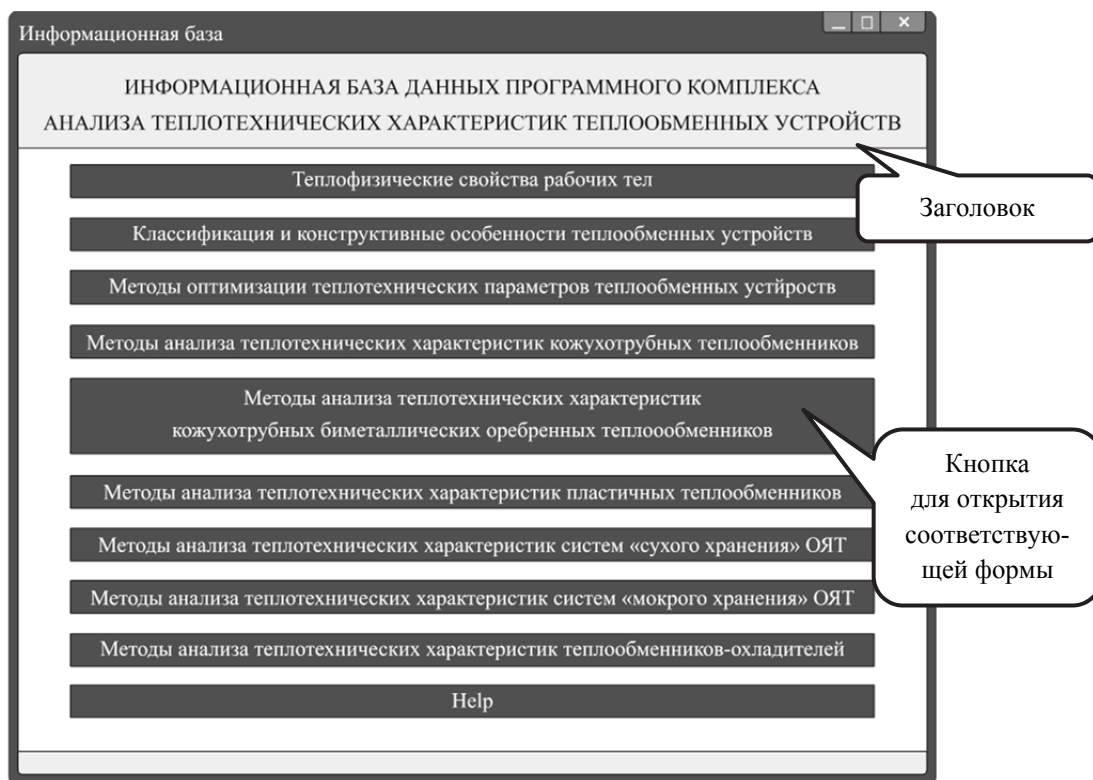 Информационная база
ИНФОРМАЦИОННАЯ БАЗА ДАННЫХ ПРОГРАММНОГО КОМПЛЕКСА
АНАЛИЗА ТЕПЛОТЕХНИЧЕСКИХ ХАРАКТЕРИСТИК ТЕПЛООБМЕННЫХ УСТРОЙСТВ
Теплофизические свойства рабочих тел
Заголовок
Классификация и конструктивные особенности теплообменных устройств
Методы оптимизации теплотехнических параметров теплообменных устйроств
Методы анализа теплотехнических характеристик кожухотрубных теплообменников
Методы анализа теплотехнических характеристик
кожухотрубных биметаллических оребренных теплоообменников
Кнопка
для открытия
соответствую-
щей формы
Методы анализа теплотехнических характеристик пластичных теплообменников
Методы анализа теплотехнических характеристик систем «сухого хранения» ОЯТ
Методы анализа теплотехнических характеристик систем «мокрого хранения» ОЯТ
Методы анализа теплотехнических характеристик теплообменников-охладителей
Help